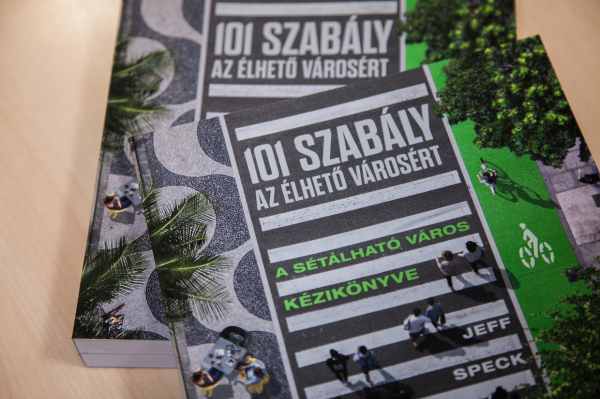 101 SZABÁLY
AZ ÉLHETŐ VÁROSÉRT
101 SZABÁLY
AZ ÉLHETŐ VÁROSÉRT
A SÉTÁLHATÓ VÁROS
KÉZIKÖNYVE
JEFF
SPECK